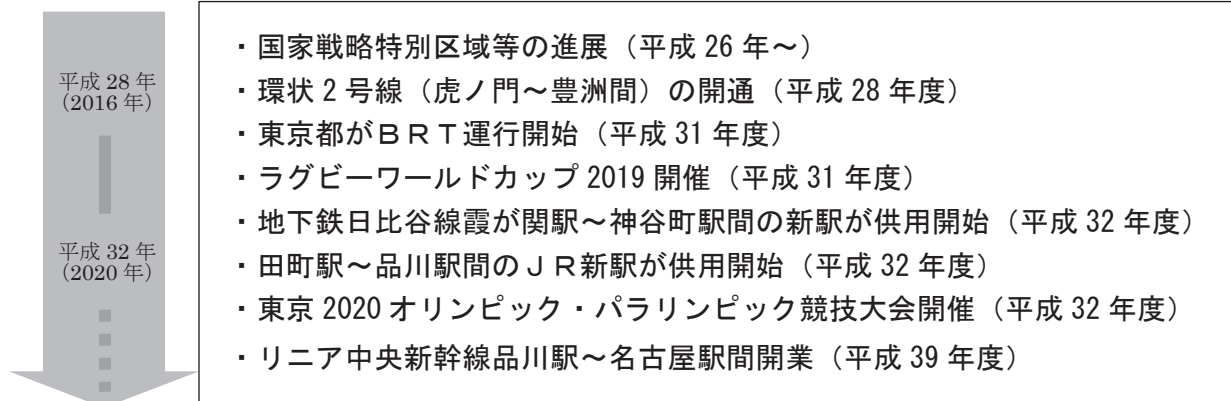 平成 28 年
(2016 年)
平成 32 年
(2020 年)
・国家戦略特別区域等の進展（平成 26 年～）
・環状 2 号線（虎ノ門～豊洲間）の開通（平成 28 年度）
・東京都がＢＲＴ運行開始（平成 31 年度）
・ラグビーワールドカップ 2019 開催（平成 31 年度）
・地下鉄日比谷線霞が関駅～神谷町駅間の新駅が供用開始（平成 32 年度）
・田町駅～品川駅間のＪＲ新駅が供用開始（平成 32 年度）
・東京 2020 オリンピック・パラリンピック競技大会開催（平成 32 年度）
・リニア中央新幹線品川駅～名古屋駅間開業（平成 39 年度）